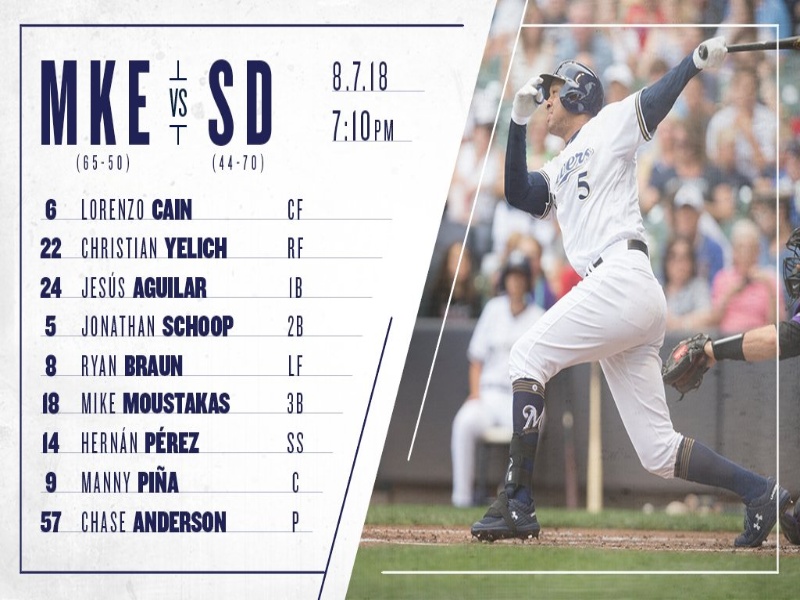 MKE VS SD
(65-50) (44-70)
8.7.18
7:10PM
6 LORENZO CAIN CF
22 CHRISTIAN YELICH RF
24 JESÚS AGUILAR 1B
5 JONATHAN SCHOOP 2B
8 RYAN BRAUN LF
18 MIKE MOUSTAKAS 3B
14 HERNÁN PÉREZ SS
9 MANNY PIÑA C
57 CHASE ANDERSON P
5
M